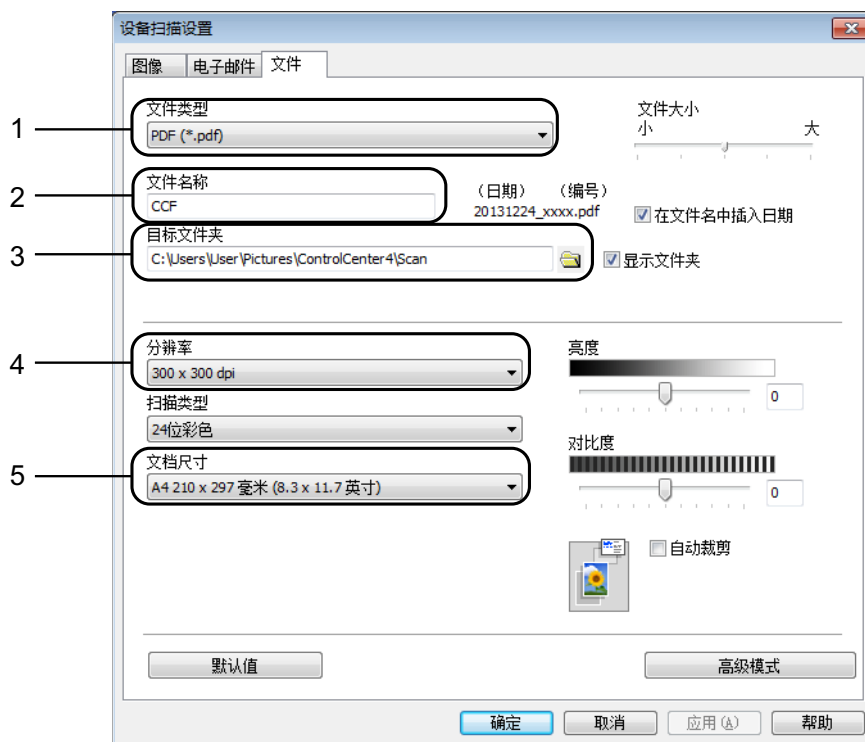 设备扫描设置
图像 电子邮件 文件
1
文件类型
PDF (*.pdf)
文件大小
小 大
2
文件名称
CCF
(日期) (编号)
20131224_xxxx.pdf
在文件名中插入日期
3
目标文件夹
C:\Users\User\Pictures\ControlCenter4\Scan
显示文件夹
4
分辨率
300 x 300 dpi
亮度
0
扫描类型
24位彩色
对比度
0
5
文档尺寸
A4 210 x 297 毫米 (8.3 x 11.7 英寸)
自动裁剪
默认值 高级模式
确定 取消 应用(A) 帮助